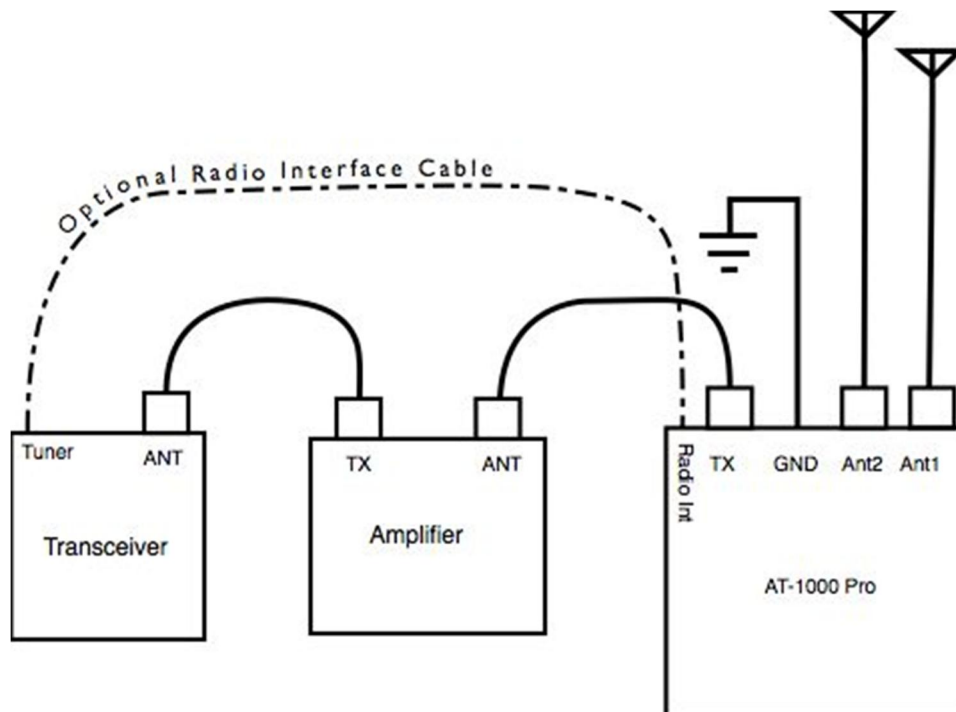 Optional Radio Interface Cable
Tuner
ANT
Transceiver
TX
ANT
Amplifier
Radio Int
TX
GND
Ant2
Ant1
AT-1000 Pro